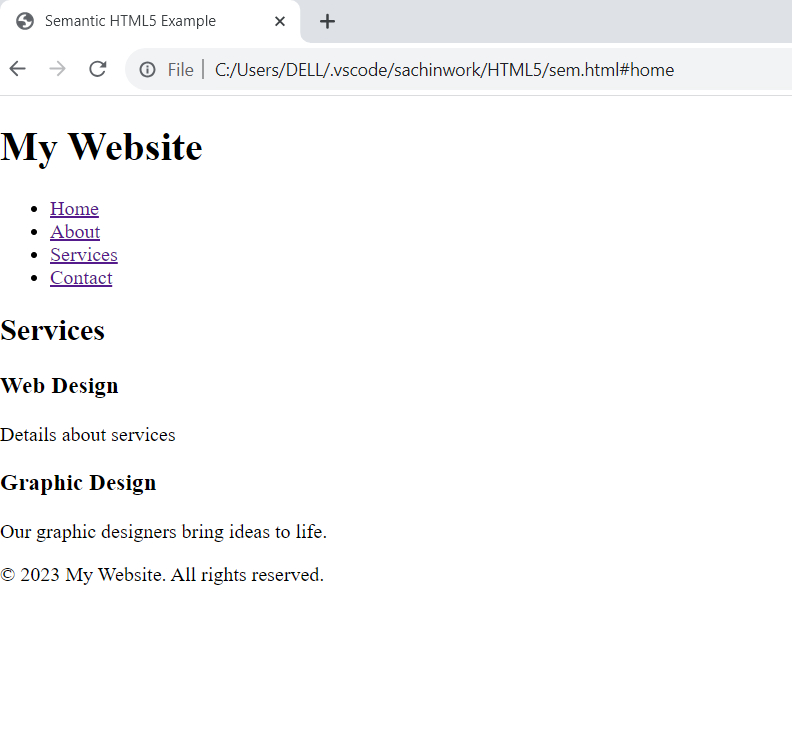 Semantic HTML5 Example
File | C:/Users/DELL/.vscode/sachinwork/HTML5/sem.html#home
My Website
Home
About
Services
Contact
Services
Web Design
Details about services
Graphic Design
Our graphic designers bring ideas to life.
© 2023 My Website. All rights reserved.